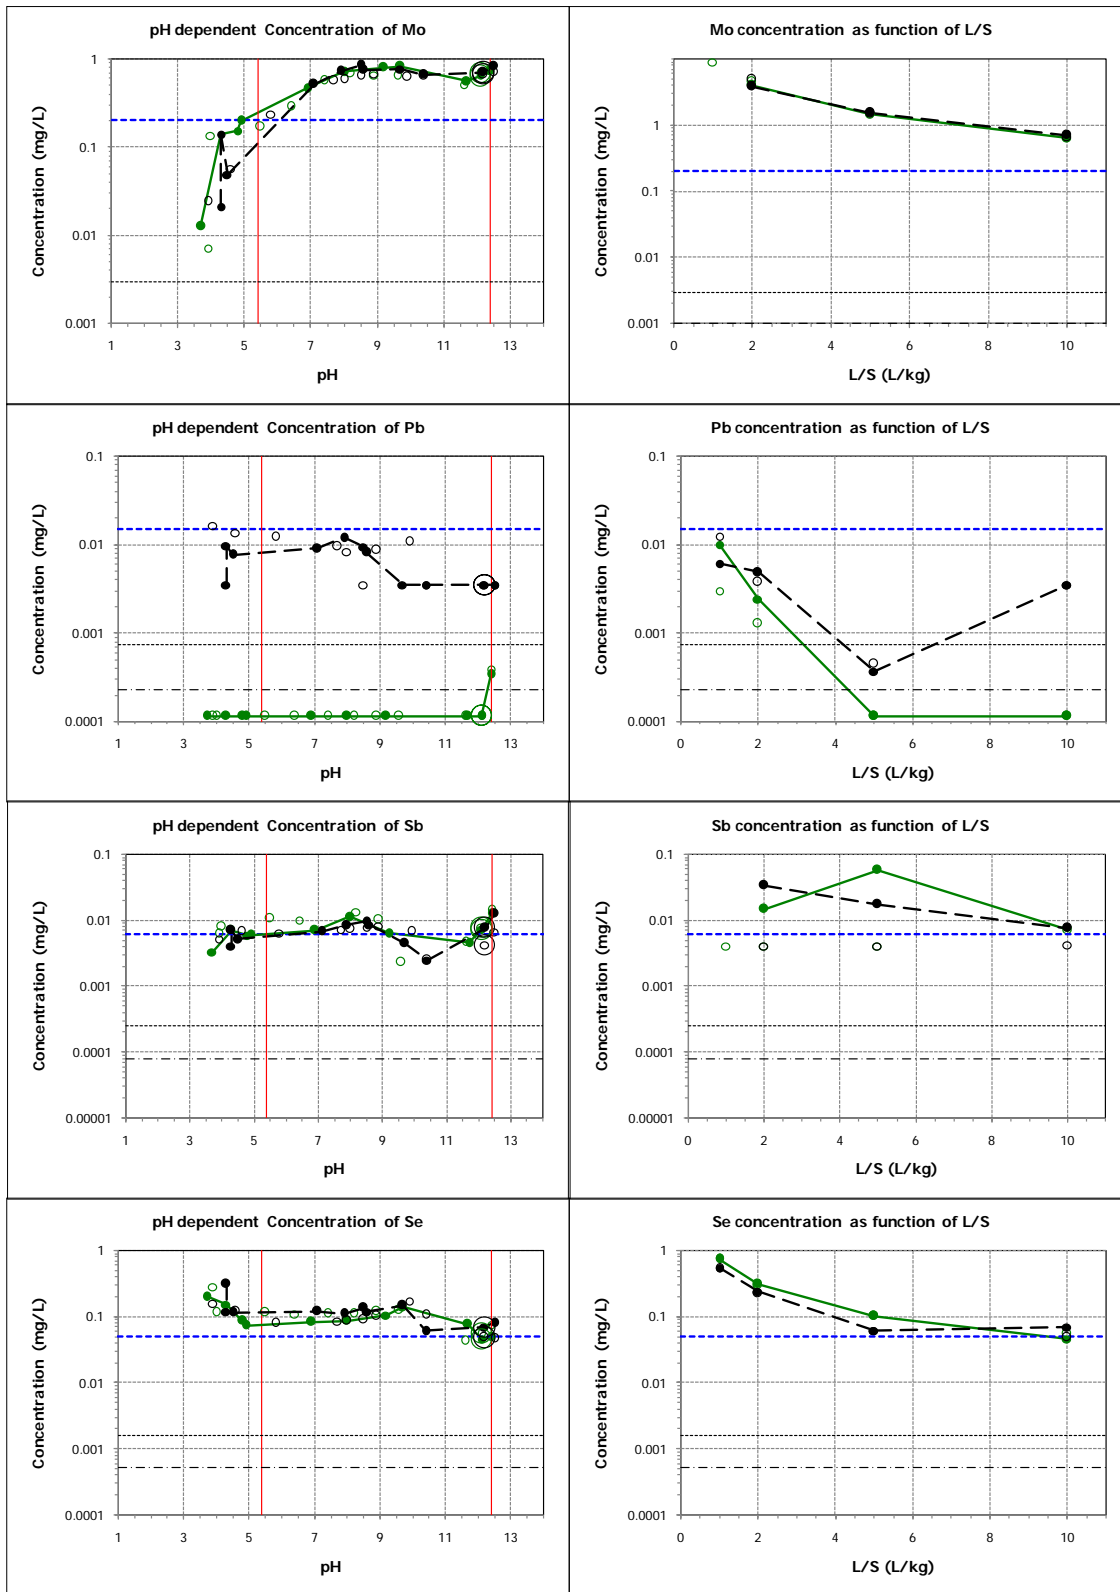 pH dependent Concentration of Mo
Concentration (mg/L)
1
0.1
0.01
0.001
1 3 5 7 9 11 13
pH
Mo concentration as function of L/S
Concentration (mg/L)
1
0.1
0.01
0.001
0 2 4 6 8 10
L/S (L/kg)
pH dependent Concentration of Pb
Concentration (mg/L)
0.1
0.01
0.001
0.0001
1 3 5 7 9 11 13
pH
Pb concentration as function of L/S
Concentration (mg/L)
0.1
0.01
0.001
0.0001
0 2 4 6 8 10
L/S (L/kg)
pH dependent Concentration of Sb
Concentration (mg/L)
0.1
0.01
0.001
0.0001
0.00001
1 3 5 7 9 11 13
pH
Sb concentration as function of L/S
Concentration (mg/L)
0.1
0.01
0.001
0.0001
0.00001
0 2 4 6 8 10
L/S (L/kg)
pH dependent Concentration of Se
Concentration (mg/L)
1
0.1
0.01
0.001
0.0001
1 3 5 7 9 11 13
pH
Se concentration as function of L/S
Concentration (mg/L)
1
0.1
0.01
0.001
0.0001
0 2 4 6 8 10
L/S (L/kg)